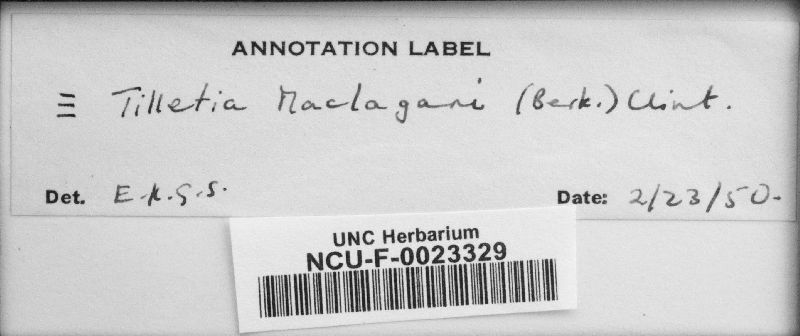 ANNOTATION LABEL
≡ Tilletia Maclagani (Berk.) Clint.
Det. E.K.G.S.
Date: 2/23/50.
UNC Herbarium
NCU-F-0023329